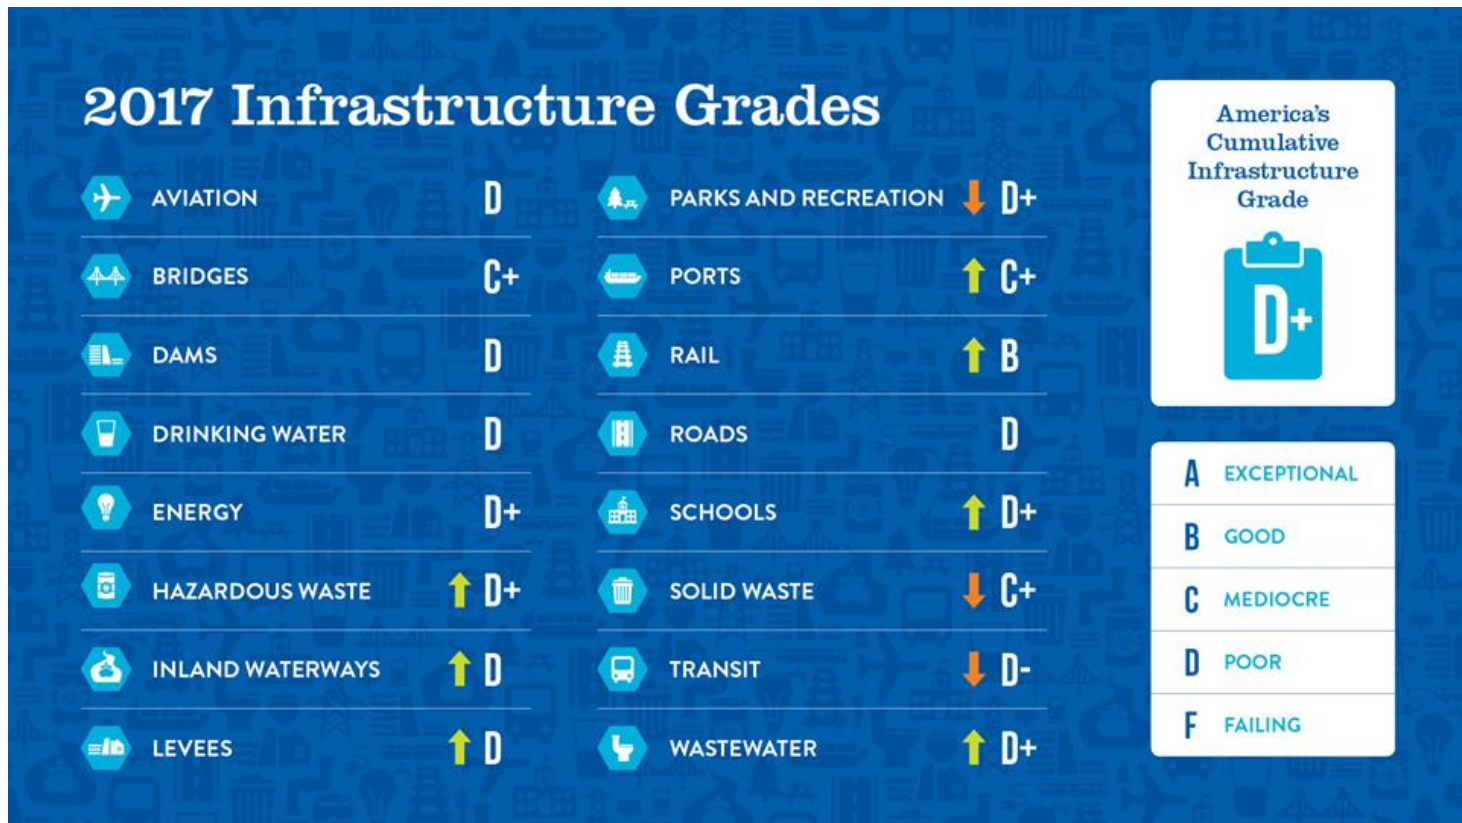 2017 Infrastructure Grades
AVIATION D
BRIDGES C+
DAMS D
DRINKING WATER D
ENERGY D+
HAZARDOUS WASTE D+
INLAND WATERWAYS D
LEVEES D
PARKS AND RECREATION D+
PORTS C+
RAIL B
ROADS D
SCHOOLS D+
SOLID WASTE C+
TRANSIT D-
WASTEWATER D+
America's
Cumulative
Infrastructure
Grade
D+
A EXCEPTIONAL
B GOOD
C MEDIOCRE
D POOR
F FAILING